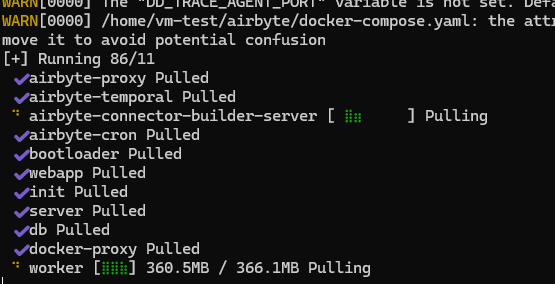 WARN[0000] The "DD_TRACE_AGENT_PORT" variable is not set. Defa
WARN[0000] /home/vm-test/airbyte/docker-compose.yaml: the att
move it to avoid potential confusion
[+] Running 86/11
✔airbyte-proxy Pulled
✔airbyte-temporal Pulled
⠙ airbyte-connector-builder-server [ ⣿⣶ ] Pulling
✔airbyte-cron Pulled
✔bootloader Pulled
✔webapp Pulled
✔init Pulled
✔server Pulled
✔db Pulled
✔docker-proxy Pulled
⠙ worker [⣿⣿⣷] 360.5MB / 366.1MB Pulling